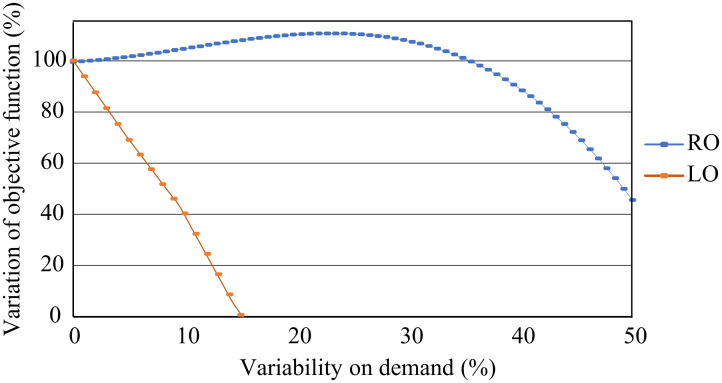 Variation of objective function (%)
100
80
60
40
20
0
0 10 20 30 40 50
Variability on demand (%)
RO
LO